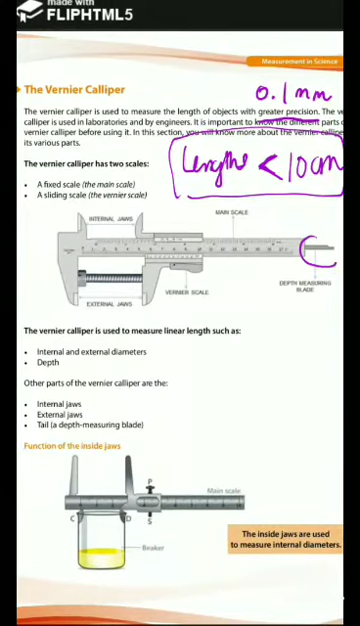 made with
FLIPHTML5
Measurement in Science
The Vernier Calliper
0.1mm
The vernier calliper is used to measure the length of objects with greater precision. The ve
calliper is used in laboratories and by engineers. It is important to know the different parts o
vernier calliper before using it. In this section, you will know more about the vernier callipe
its various parts.
Lengths < 10cm
The vernier calliper has two scales:
• A fixed scale (the main scale)
• A sliding scale (the vernier scale)
INTERNAL JAWS
MAIN SCALE
DEPTH MEASURING
BLADE
VERNIER SCALE
EXTERNAL JAWS
The vernier calliper is used to measure linear length such as:
• Internal and external diameters
• Depth
Other parts of the vernier calliper are the:
• Internal jaws
• External jaws
• Tail (a depth-measuring blade)
Function of the inside jaws
P
Main scale
C
D
S
Beaker
The inside jaws are used
to measure internal diameters.